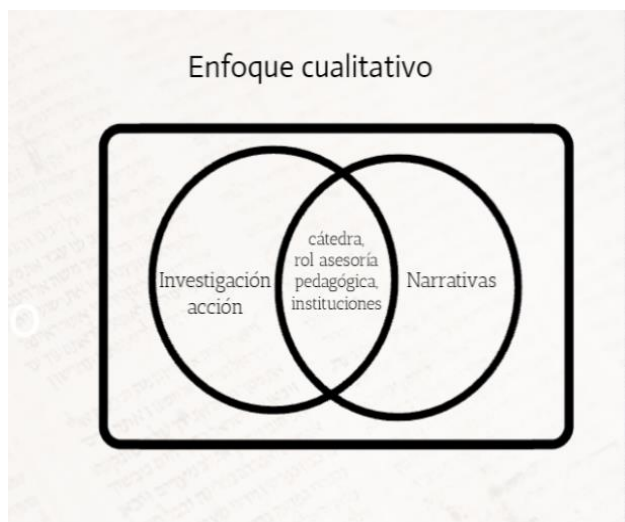 Enfoque cualitativo
Investigación
acción
cátedra,
rol asesoría
pedagógica,
instituciones
Narrativas